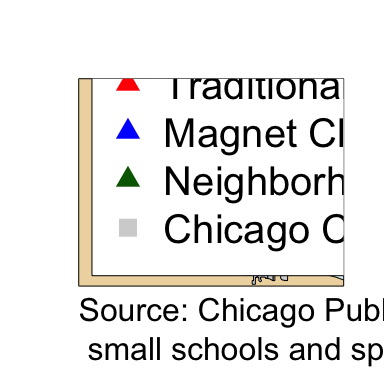 Traditiona
Magnet Cl
Neighborh
Chicago C
Source: Chicago Publ
small schools and sp